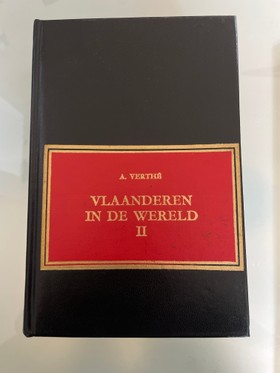 A. VERTHÉ
VLAANDEREN
IN DE WERELD
II